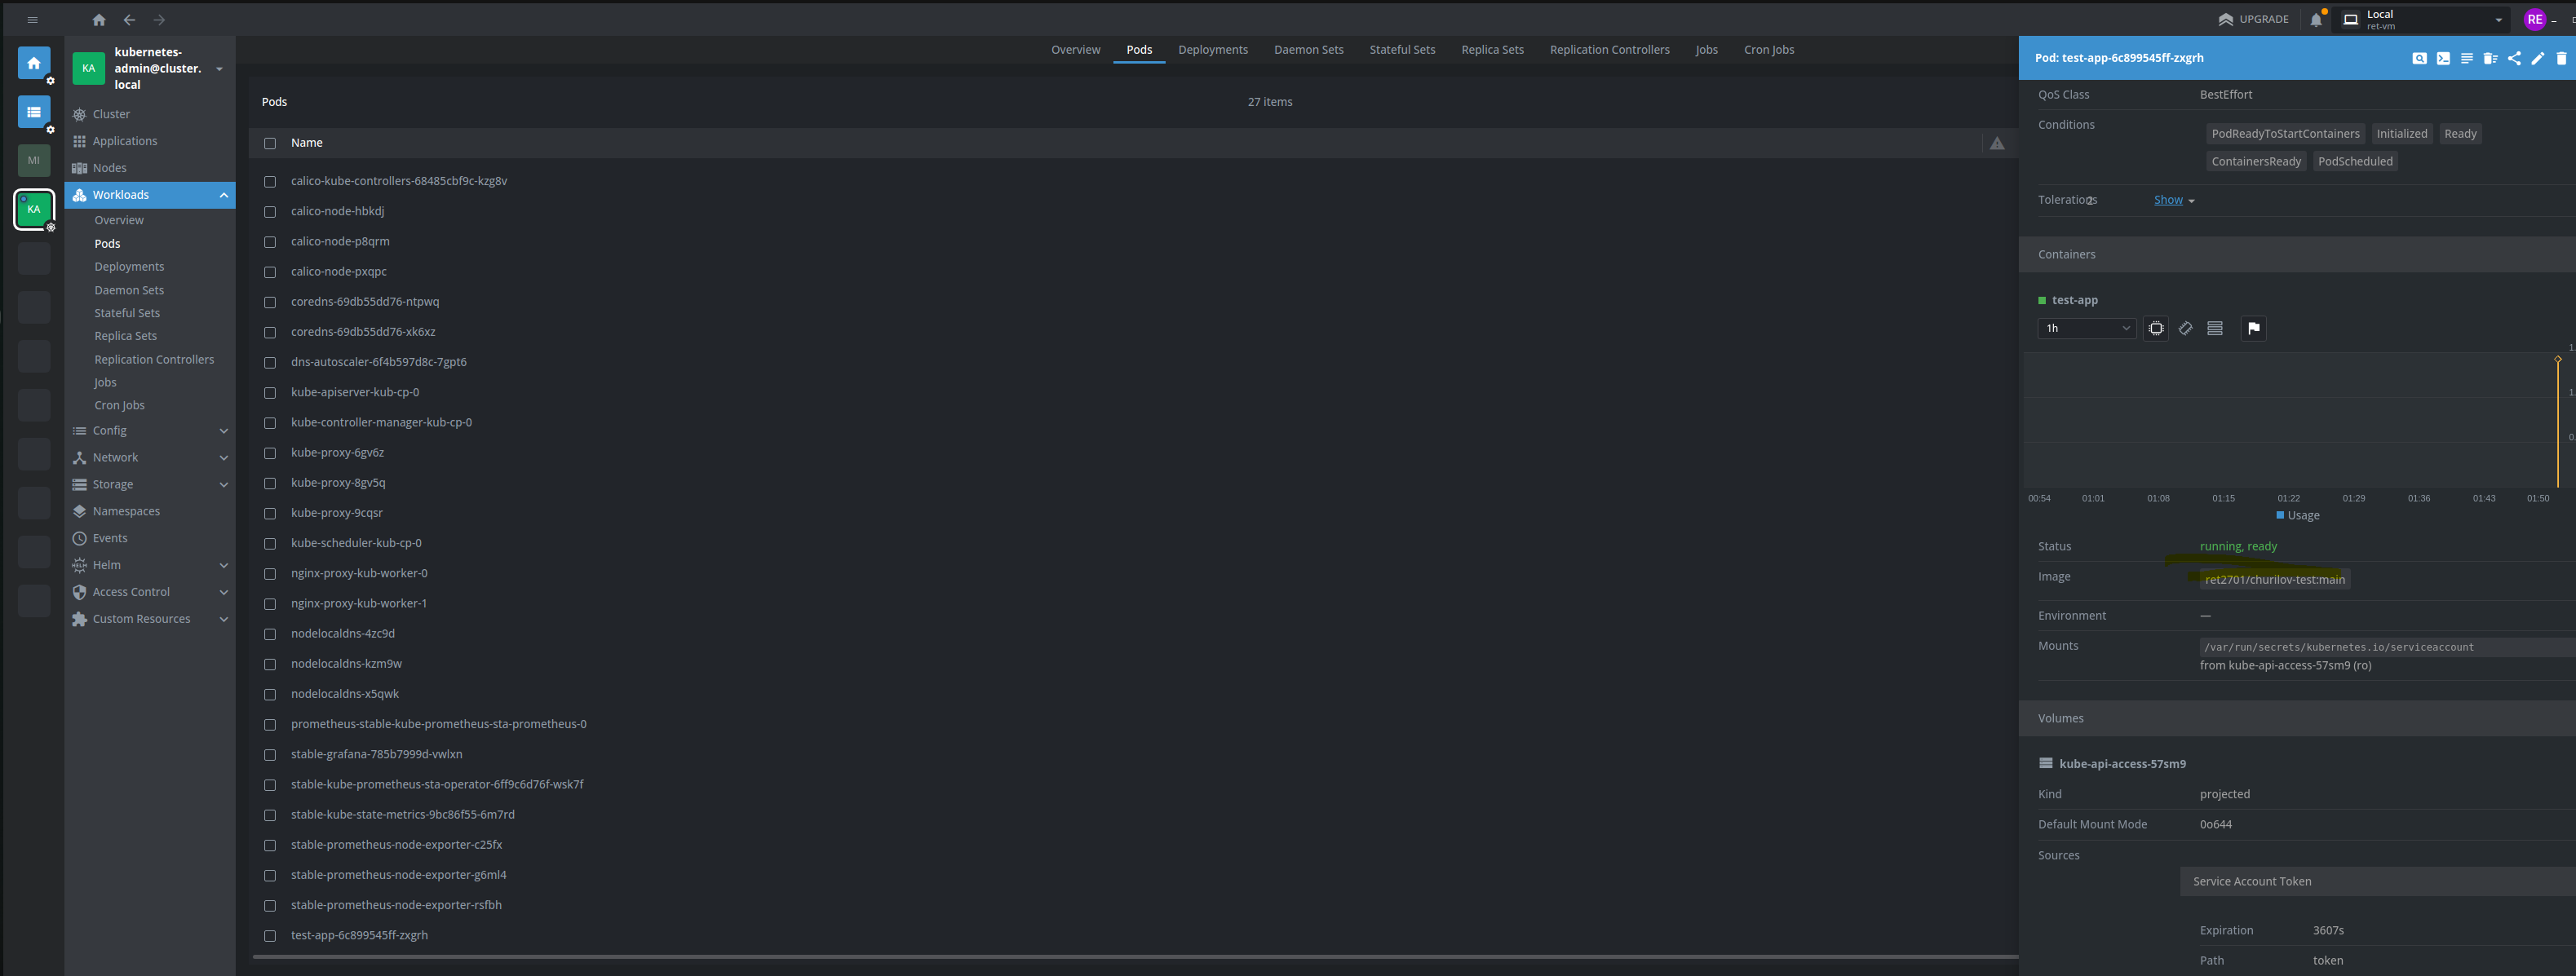 UPGRADE
Local
ret-vm
RE
KA
kubernetes-
admin@cluster.
local
MI
KA
Cluster
Applications
Nodes
Workloads
Overview
Pods
Deployments
Daemon Sets
Stateful Sets
Replica Sets
Replication Controllers
Jobs
Cron Jobs
Config
Network
Storage
Namespaces
Events
HELM
Helm
Access Control
Custom Resources
Overview Pods Deployments Daemon Sets Stateful Sets Replica Sets Replication Controllers Jobs Cron Jobs
Pods 27 items
Name
calico-kube-controllers-68485cbf9c-kzg8v
calico-node-hbkdj
calico-node-p8qrm
calico-node-pxqpc
coredns-69db55dd76-ntpwq
coredns-69db55dd76-xk6xz
dns-autoscaler-6f4b597d8c-7gpt6
kube-apiserver-kub-cp-0
kube-controller-manager-kub-cp-0
kube-proxy-6gv6z
kube-proxy-8gv5q
kube-proxy-9cqsr
kube-scheduler-kub-cp-0
nginx-proxy-kub-worker-0
nginx-proxy-kub-worker-1
nodelocaldns-4zc9d
nodelocaldns-kzm9w
nodelocaldns-x5qwk
prometheus-stable-kube-prometheus-sta-prometheus-0
stable-grafana-785b7999d-vwlxn
stable-kube-prometheus-sta-operator-6ff9c6d76f-wsk7f
stable-kube-state-metrics-9bc86f55-6m7rd
stable-prometheus-node-exporter-c25fx
stable-prometheus-node-exporter-g6ml4
stable-prometheus-node-exporter-rsfbh
test-app-6c899545ff-zxgrh
Pod: test-app-6c899545ff-zxgrh
QoS Class BestEffort
Conditions PodReadyToStartContainers Initialized Ready
ContainersReady PodScheduled
Tolerations 2 Show
Containers
test-app
1h
1.
1.
0.
00:54 01:01 01:08 01:15 01:22 01:29 01:36 01:43 01:50
Usage
Status running, ready
Image ret2701/churilov-test:main
Environment —
Mounts /var/run/secrets/kubernetes.io/serviceaccount
from kube-api-access-57sm9 (ro)
Volumes
kube-api-access-57sm9
Kind projected
Default Mount Mode 0o644
Sources
Service Account Token
Expiration 3607s
Path token